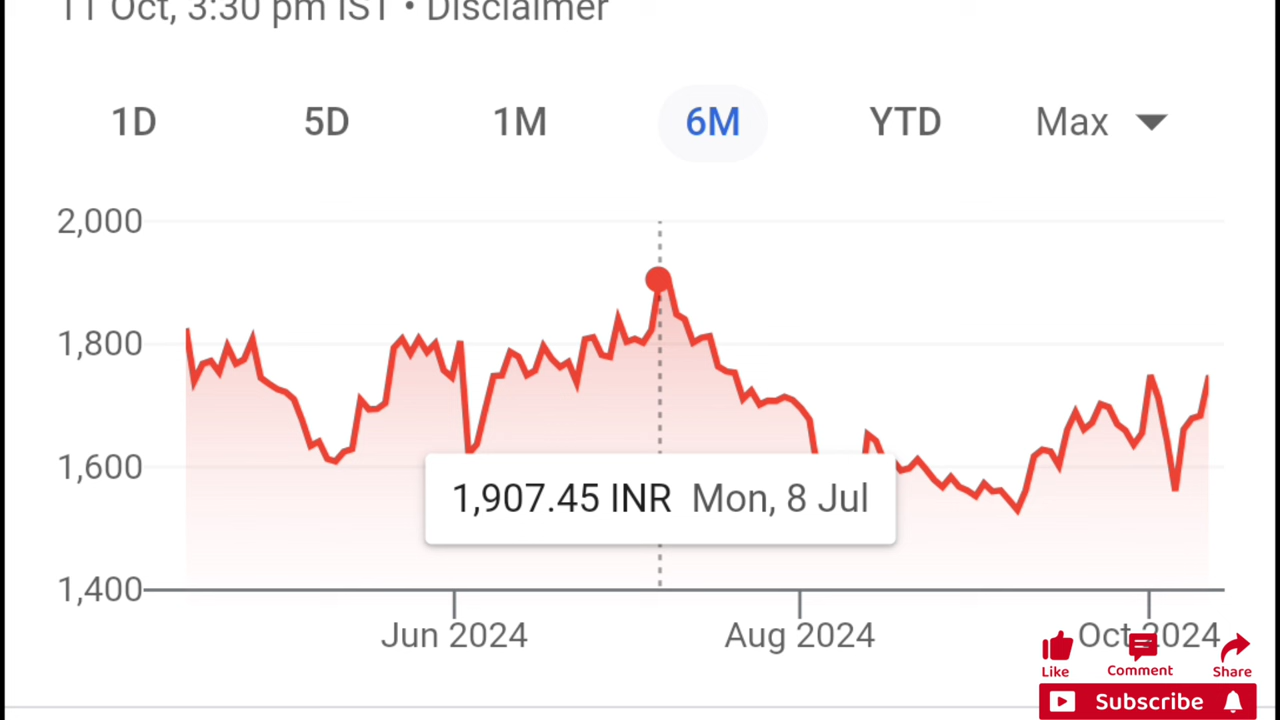 11 Oct, 3:30 pm IST • Disclaimer
1D 5D 1M 6M YTD Max
2,000
1,800
1,600
1,907.45 INR Mon, 8 Jul
1,400
Jun 2024 Aug 2024 Oct 2024
Like Comment Share
Subscribe